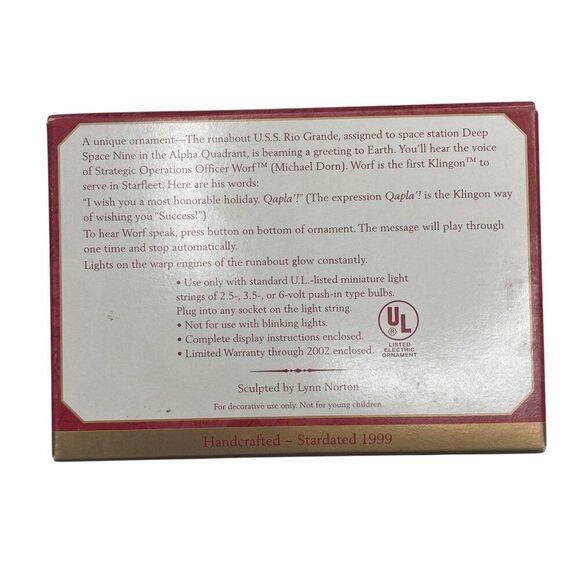 A unique ornament—The runabout U.S.S. Rio Grande, assigned to space station Deep
Space Nine in the Alpha Quadrant, is beaming a greeting to Earth. You'll hear the voice
of Strategic Operations Officer Worf™ (Michael Dorn). Worf is the first Klingon™ to
serve in Starfleet. Here are his words:
"I wish you a most honorable holiday. Qapla'!" (The expression Qapla'! is the Klingon way
of wishing you "Success!")
To hear Worf speak, press button on bottom of ornament. The message will play through
one time and stop automatically.
Lights on the warp engines of the runabout glow constantly.
• Use only with standard U.L.-listed miniature light
strings of 2.5-, 3.5-, or 6-volt push-in type bulbs.
Plug into any socket on the light string.
• Not for use with blinking lights.
• Complete display instructions enclosed.
• Limited Warranty through 2002 enclosed.
UL
®
LISTED
ELECTRIC
ORNAMENT
Sculpted by Lynn Norton
For decorative use only. Not for young children.
Handcrafted ~ Stardated 1999